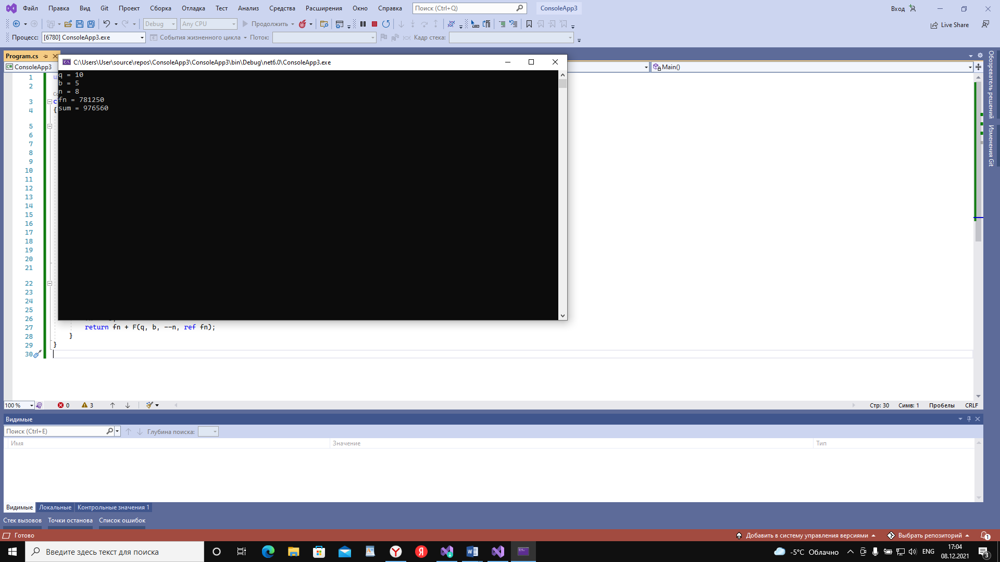 Файл Правка Вид Git Проект Сборка Отладка Тест Анализ Средства Расширения Окно Справка Поиск (Ctrl+Q) ConsoleApp3 Вход
Debug Any CPU Продолжить Live Share
Процесс: [6780] ConsoleApp3.exe События жизненного цикла Поток: Кадр стека:
Program.cs
C:\Users\User\source\repos\ConsoleApp3\ConsoleApp3\bin\Debug\net6.0\ConsoleApp3.exe
ConsoleApp3 Main()
q = 10
b = 5
n = 8
fn = 781250
sum = 976560
1
2
3
4 {
5
6
7
8
9
10
11
12
13
14
15
16
17
18
19
20
21
22
23
24
25
26
27 return fn + F(q, b, --n, ref fn);
28 }
29 }
30
Обозреватель решений
Изменения Git
100 % 0 3 Стр: 30 Симв: 1 Пробелы CRLF
Видимые
Поиск (Ctrl+E) Глубина поиска:
Имя Значение Тип
Видимые Локальные Контрольные значения 1
Стек вызовов Точки останова Список ошибок
Готово Добавить в систему управления версиями Выбрать репозиторий 1
Введите здесь текст для поиска -5°C Облачно ENG 17:04
08.12.2021 3